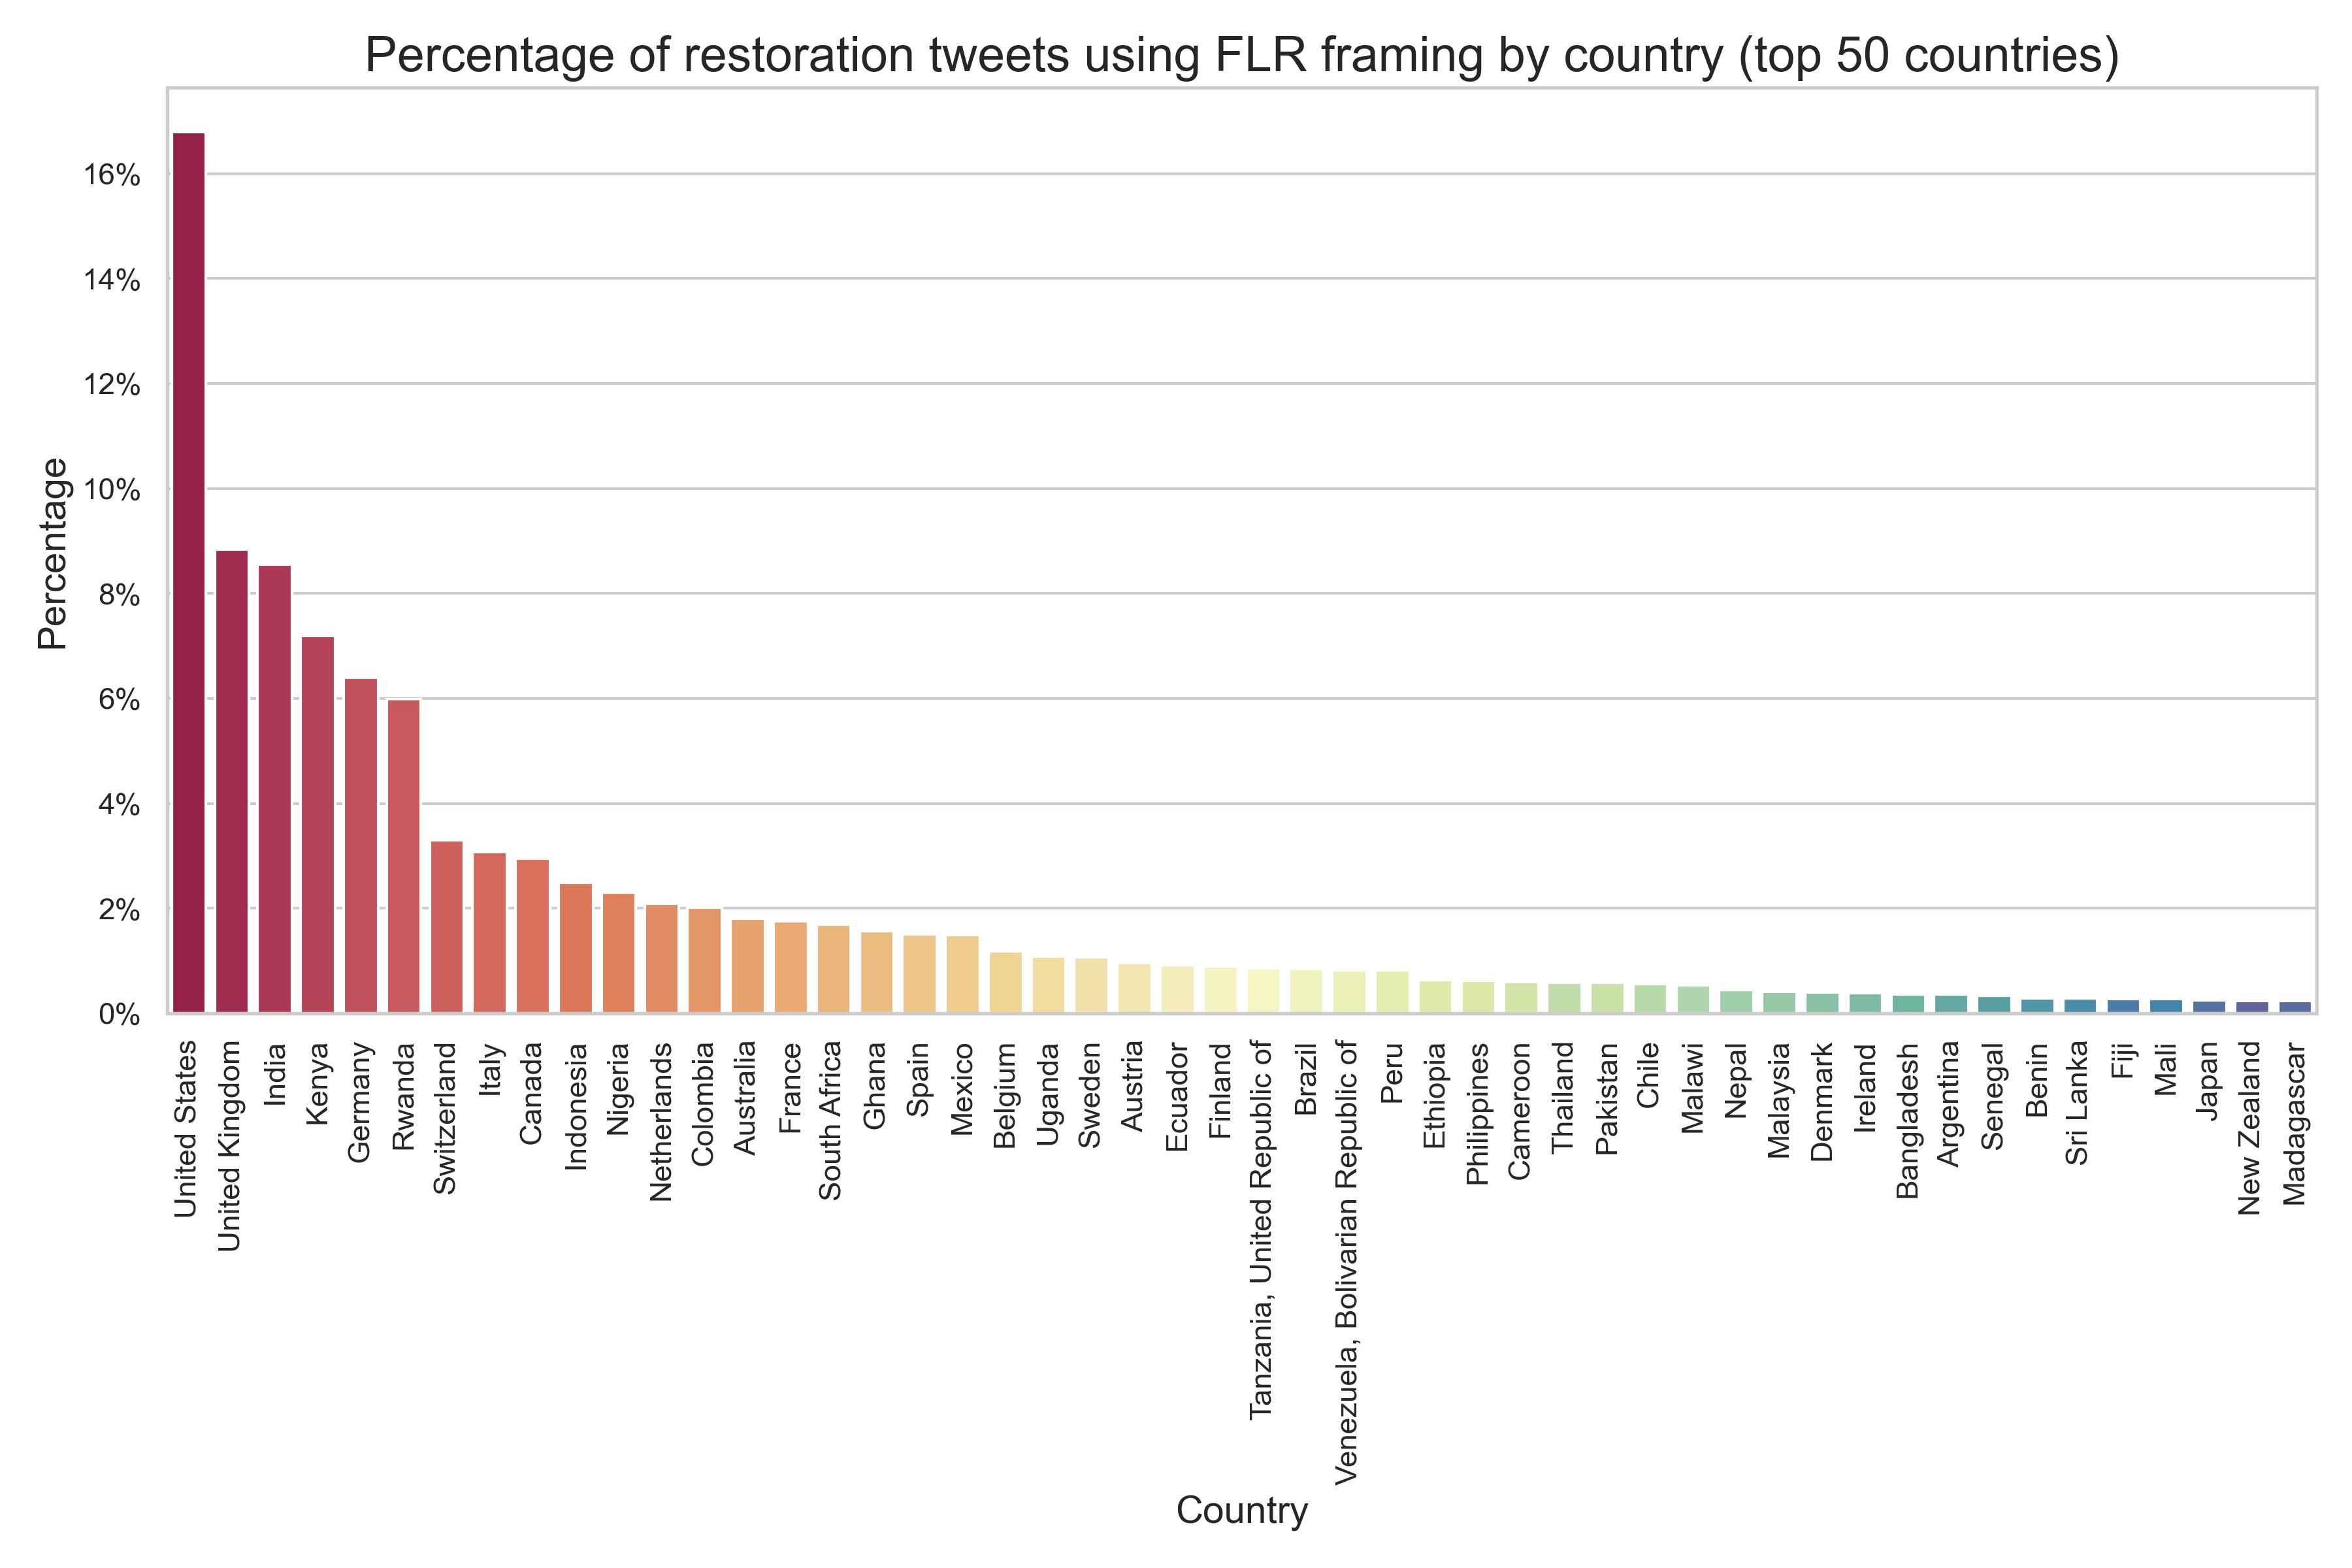 Percentage of restoration tweets using FLR framing by country (top 50 countries)
Percentage
16%
14%
12%
10%
8%
6%
4%
2%
0%
United States
United Kingdom
India
Kenya
Germany
Rwanda
Switzerland
Italy
Canada
Indonesia
Nigeria
Netherlands
Colombia
Australia
France
South Africa
Ghana
Spain
Mexico
Belgium
Uganda
Sweden
Austria
Ecuador
Finland
Tanzania, United Republic of
Brazil
Venezuela, Bolivarian Republic of
Peru
Ethiopia
Philippines
Cameroon
Thailand
Pakistan
Chile
Malawi
Nepal
Malaysia
Denmark
Ireland
Bangladesh
Argentina
Senegal
Benin
Sri Lanka
Fiji
Mali
Japan
New Zealand
Madagascar
Country